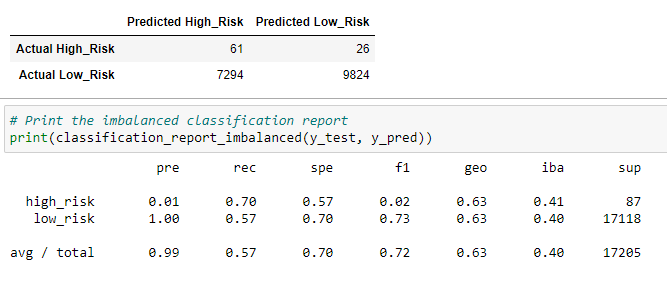 Predicted High_Risk Predicted Low_Risk
Actual High_Risk 61 26
Actual Low_Risk 7294 9824
# Print the imbalanced classification report
print(classification_report_imbalanced(y_test, y_pred))
pre rec spe f1 geo iba sup
high_risk 0.01 0.70 0.57 0.02 0.63 0.41 87
low_risk 1.00 0.57 0.70 0.73 0.63 0.40 17118
avg / total 0.99 0.57 0.70 0.72 0.63 0.40 17205